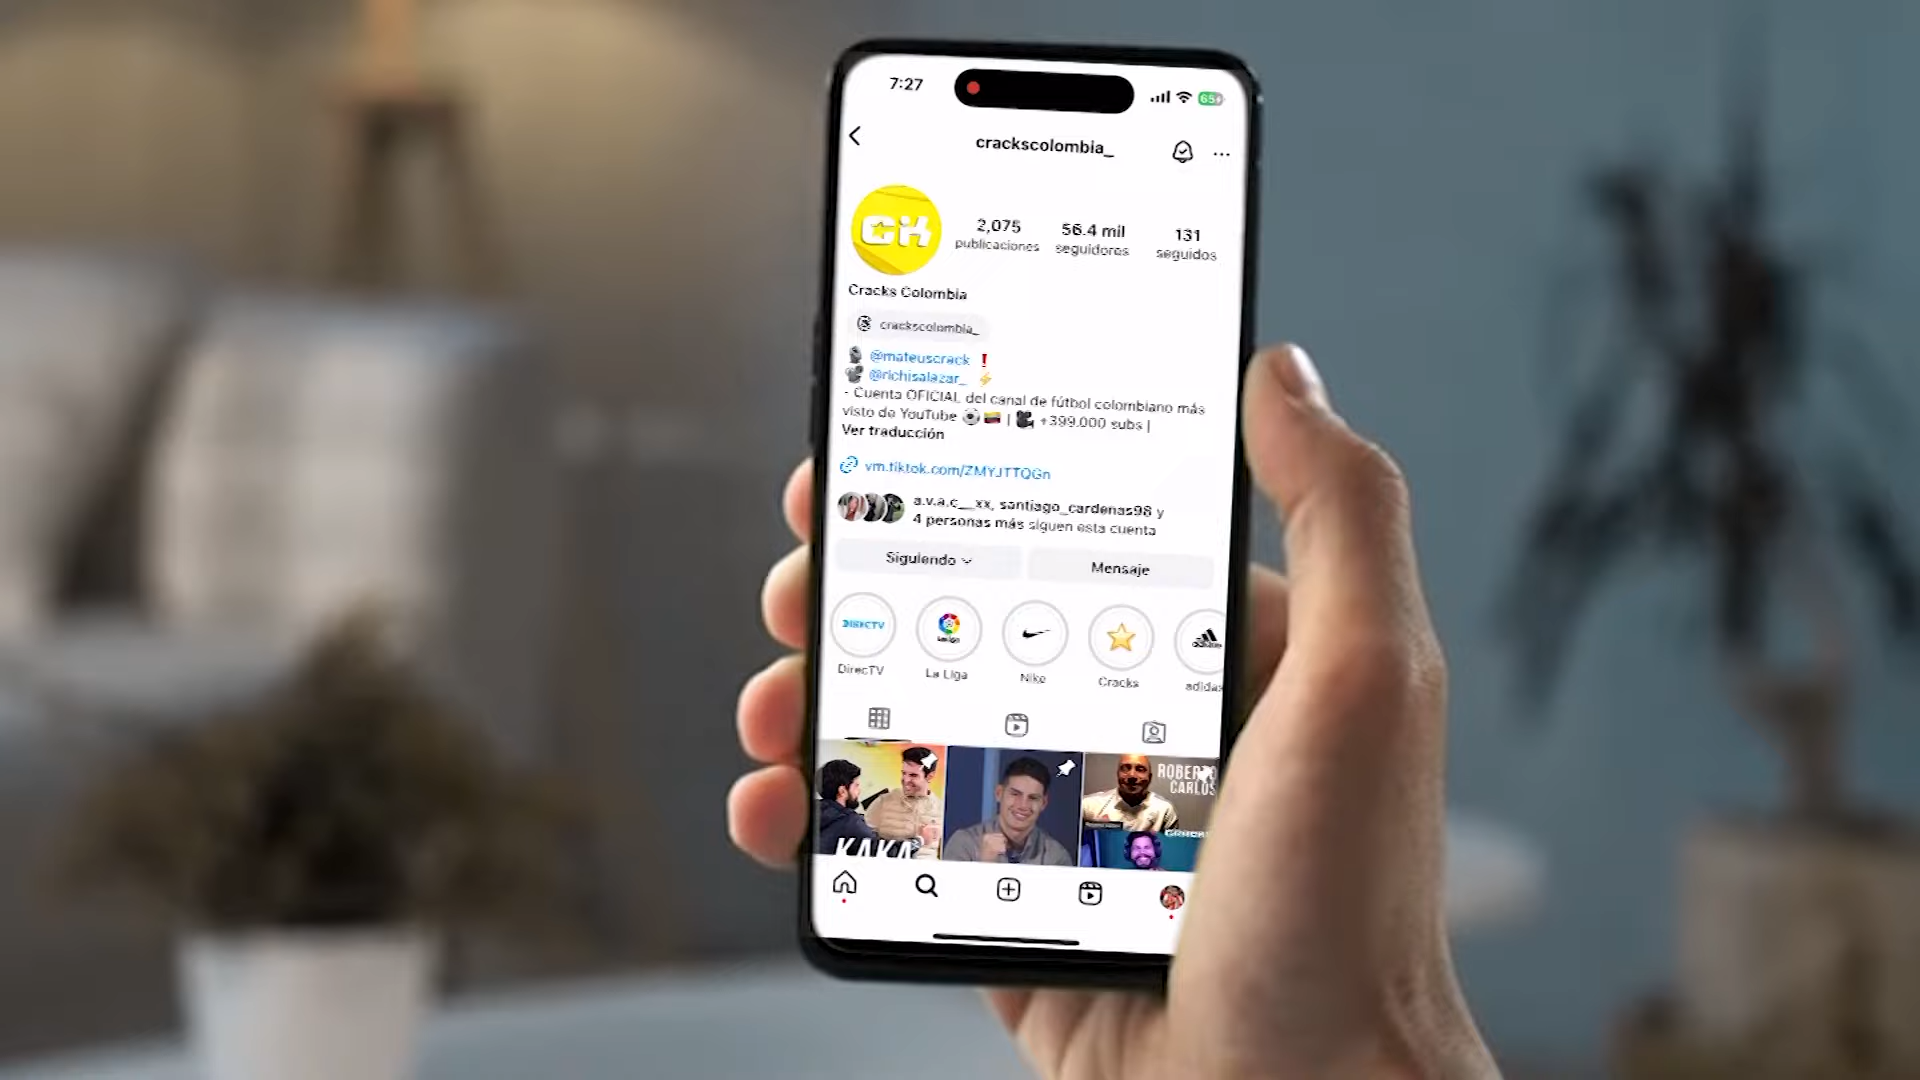 7:27
65
crackscolombia_
2,075
publicaciones
56.4 mil
seguidores
131
seguidos
Cracks Colombia
crackscolombia_
@mateuscrack ❗
@richisalazar_ ⚡
- Cuenta OFICIAL del canal de fútbol colombiano más
visto de YouTube ⚽🇨🇴 | 🎥 +399.000 subs |
Ver traducción
vm.tiktok.com/ZMYJTTQGn
a.v.a.c__xx, santiago_cardenas98 y
4 personas más siguen esta cuenta
Siguiendo
Mensaje
DIRECTV
LaLiga
adidas
DirecTV
La Liga
Nike
Cracks
adidas
KAKA
ROBERTO
CARLOS